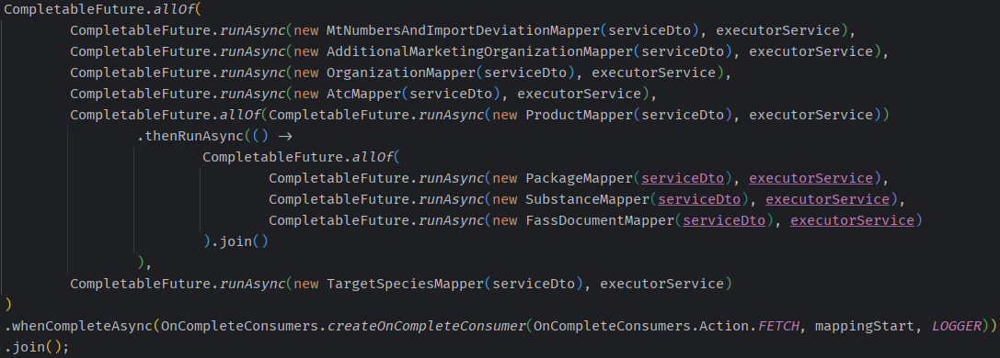 CompletableFuture.allOf(
CompletableFuture.runAsync(new MtNumbersAndImportDeviationMapper(serviceDto), executorService),
CompletableFuture.runAsync(new AdditionalMarketingOrganizationMapper(serviceDto), executorService),
CompletableFuture.runAsync(new OrganizationMapper(serviceDto), executorService),
CompletableFuture.runAsync(new AtcMapper(serviceDto), executorService),
CompletableFuture.allOf(CompletableFuture.runAsync(new ProductMapper(serviceDto), executorService))
.thenRunAsync(() →
CompletableFuture.allOf(
CompletableFuture.runAsync(new PackageMapper(serviceDto), executorService),
CompletableFuture.runAsync(new SubstanceMapper(serviceDto), executorService),
CompletableFuture.runAsync(new FassDocumentMapper(serviceDto), executorService)
).join()
),
CompletableFuture.runAsync(new TargetSpeciesMapper(serviceDto), executorService)
)
.whenCompleteAsync(OnCompleteConsumers.createOnCompleteConsumer(OnCompleteConsumers.Action.FETCH, mappingStart, LOGGER))
.join();